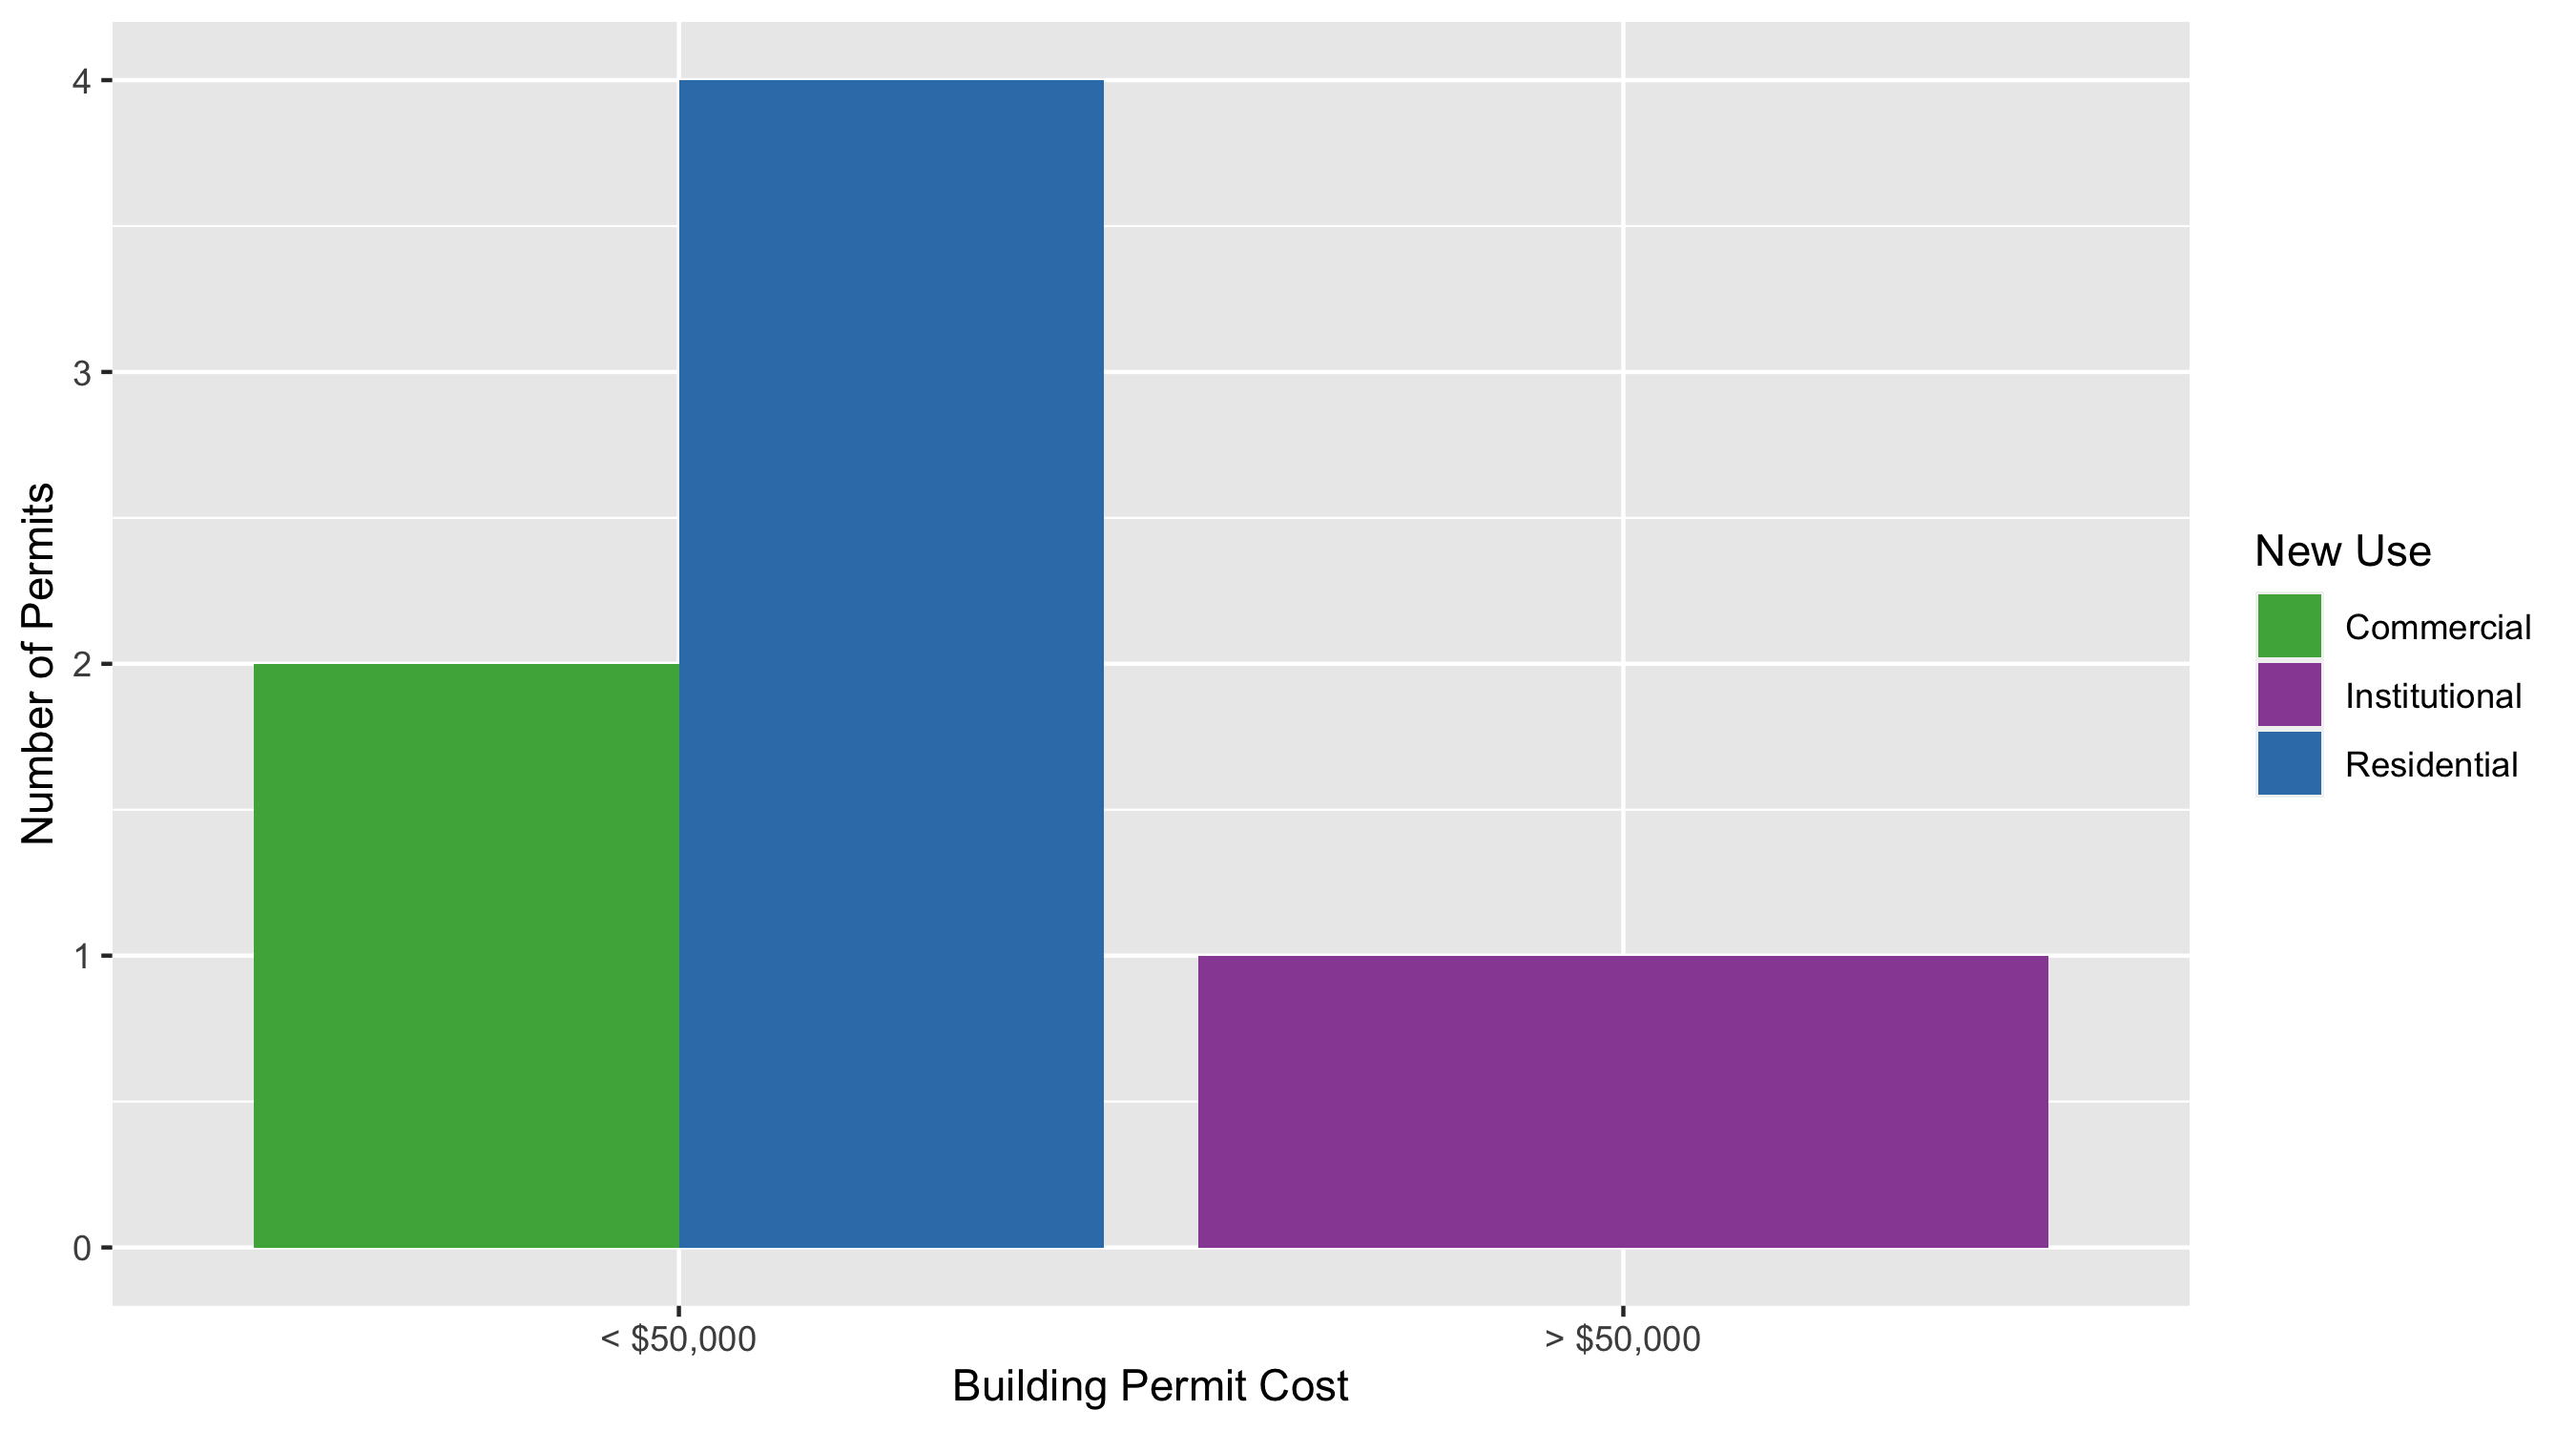 4
3
2
1
0
Number of Permits
< $50,000
> $50,000
Building Permit Cost
New Use
Commercial
Institutional
Residential